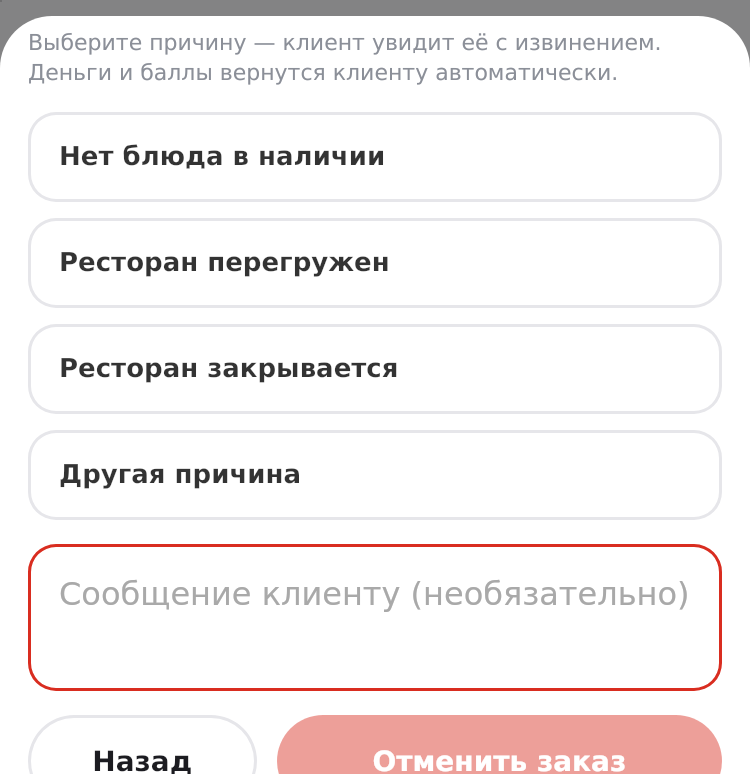 Выберите причину — клиент увидит её с извинением.
Деньги и баллы вернутся клиенту автоматически.
Нет блюда в наличии
Ресторан перегружен
Ресторан закрывается
Другая причина
Сообщение клиенту (необязательно)
Назад
Отменить заказ